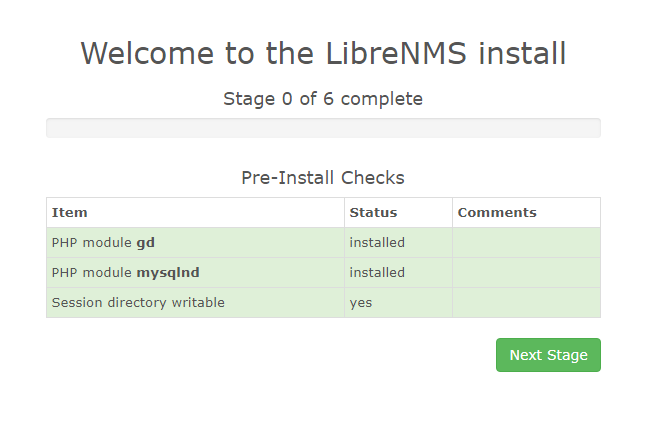 Welcome to the LibreNMS install
Stage 0 of 6 complete
Pre-Install Checks
Item Status Comments
PHP module gd installed
PHP module mysqlnd installed
Session directory writable yes
Next Stage